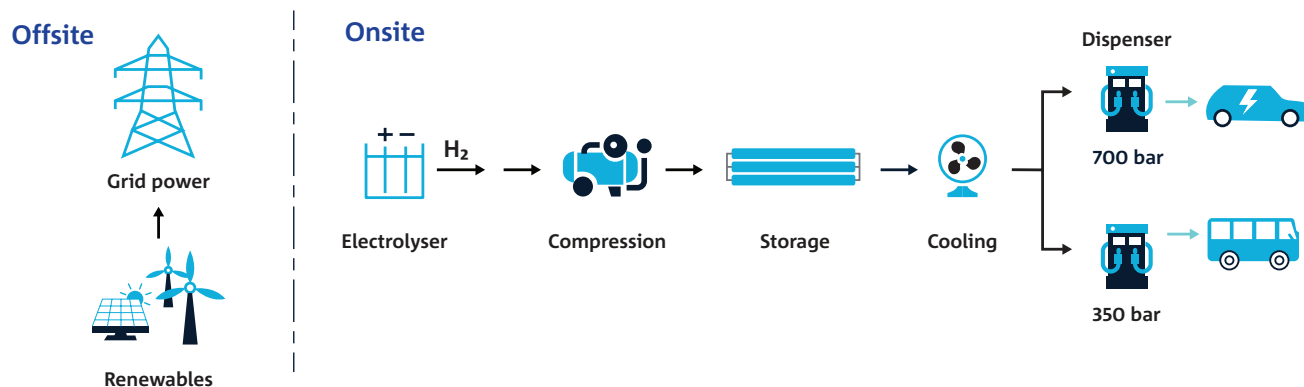 Offsite
Grid power
Renewables
Onsite
+ −
H₂
Electrolyser
Compression
Storage
Cooling
Dispenser
700 bar
350 bar